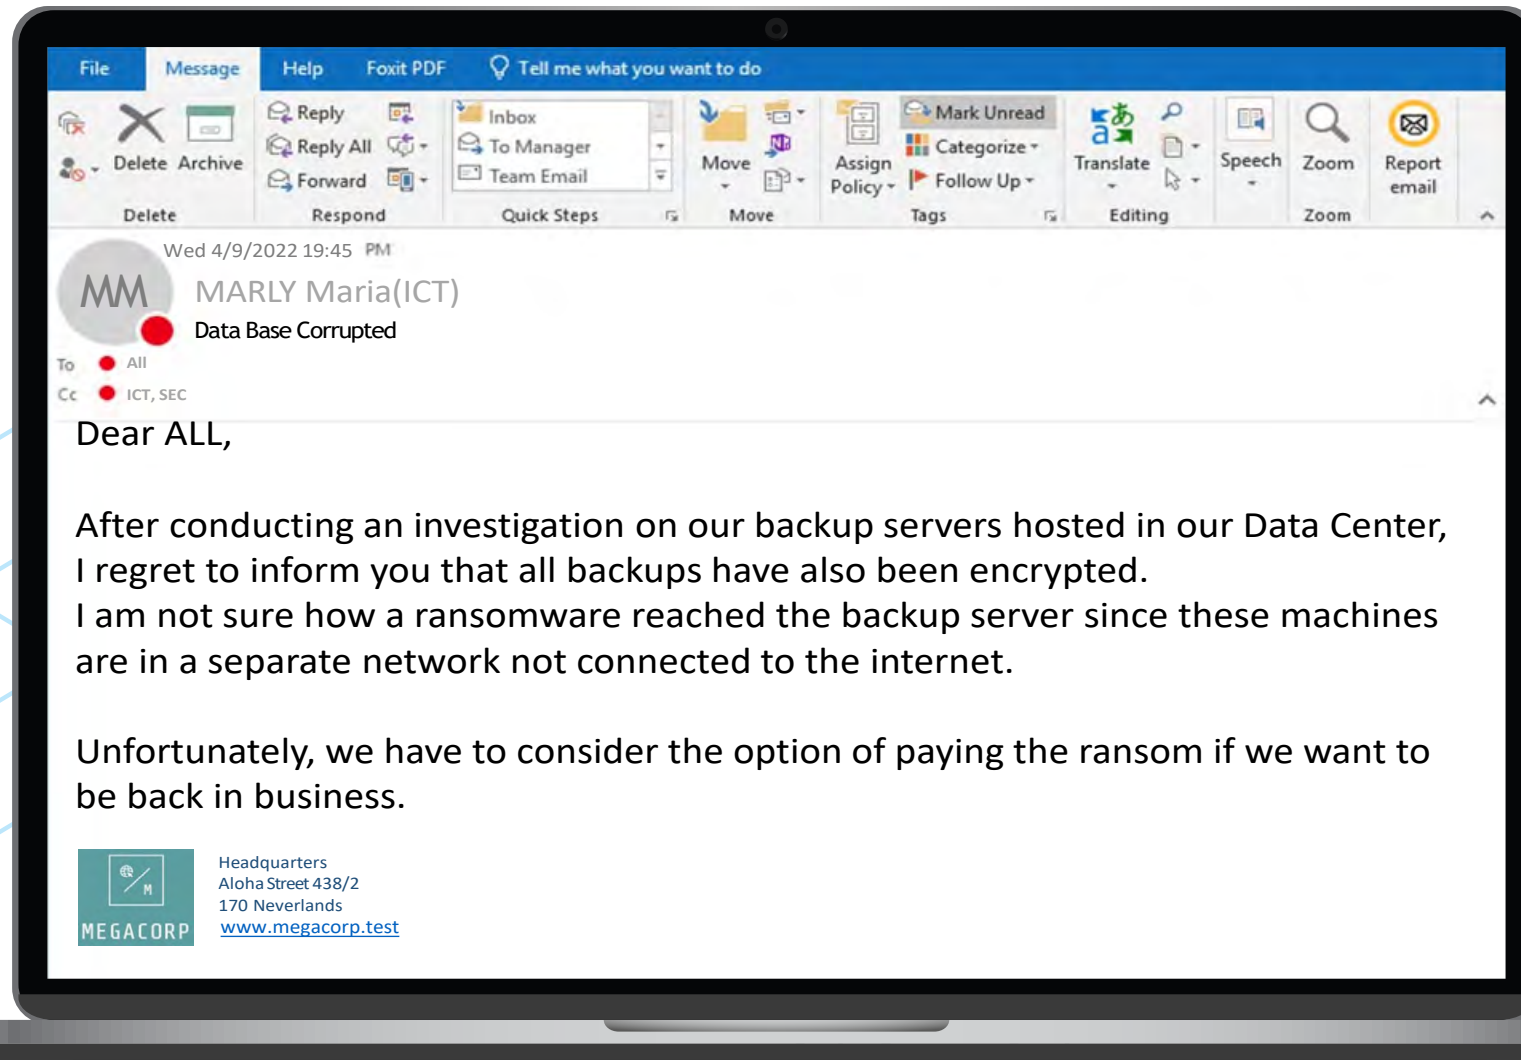 File Message Help Foxit PDF Tell me what you want to do
Delete Archive
Reply
Reply All
Forward
Inbox
To Manager
Team Email
Move
Assign Policy
Mark Unread
Categorize
Follow Up
Translate
Speech
Zoom
Report email
Delete Respond Quick Steps Move Tags Editing Zoom
Wed 4/9/2022 19:45 PM
MM
MARLY Maria(ICT)
Data Base Corrupted
To All
Cc ICT, SEC
Dear ALL,
After conducting an investigation on our backup servers hosted in our Data Center,
I regret to inform you that all backups have also been encrypted.
I am not sure how a ransomware reached the backup server since these machines
are in a separate network not connected to the internet.
Unfortunately, we have to consider the option of paying the ransom if we want to
be back in business.
M
MEGACORP
Headquarters
Aloha Street 438/2
170 Neverlands
www.megacorp.test